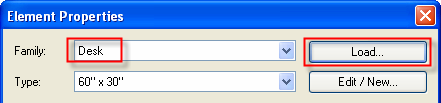 Element Properties
Family: Desk Load...
Type: 60" x 30" Edit / New...